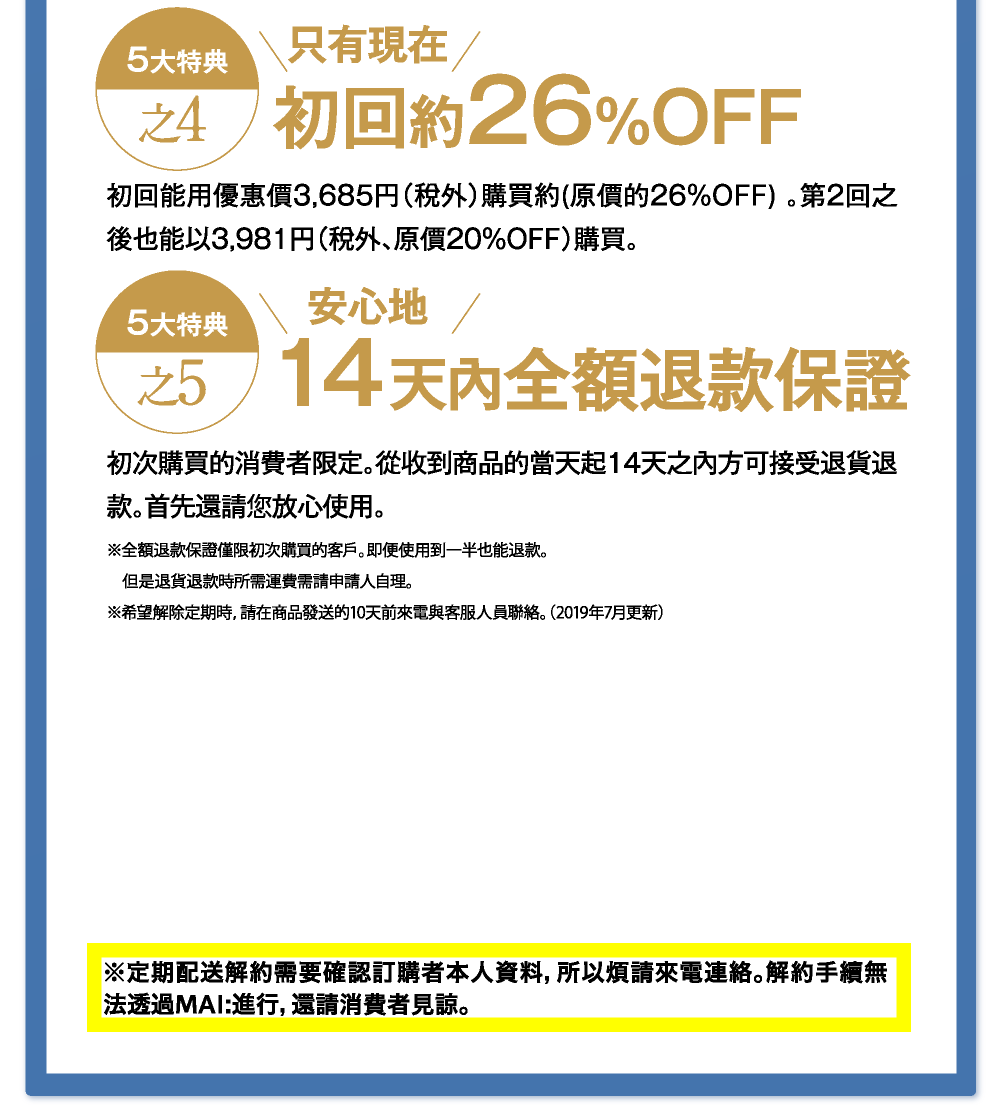 5大特典
之4
只有現在
初回約26%OFF
初回能用優惠價3,685円(稅外)購買約(原價的26%OFF) 。第2回之
後也能以3,981円(稅外、原價20%OFF)購買。
5大特典
之5
安心地
14天內全額退款保證
初次購買的消費者限定。從收到商品的當天起14天之內方可接受退貨退
款。首先還請您放心使用。
※全額退款保證僅限初次購買的客戶。即便使用到一半也能退款。
但是退貨退款時所需運費需請申請人自理。
※希望解除定期時, 請在商品發送的10天前來電與客服人員聯絡。(2019年7月更新)
※定期配送解約需要確認訂購者本人資料, 所以煩請來電連絡。解約手續無
法透過MAI:進行, 還請消費者見諒。